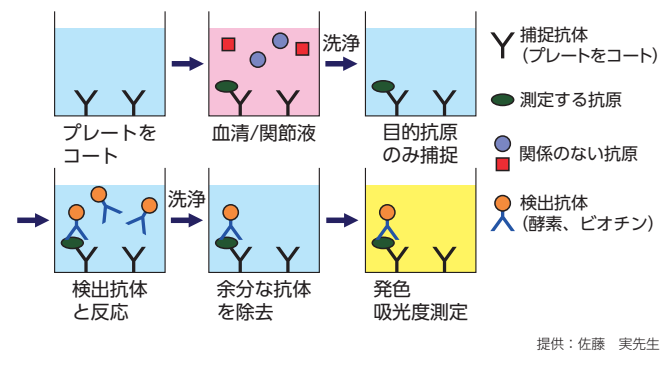 プレートを
コート
血清/関節液
洗浄
目的抗原
のみ捕捉
検出抗体
と反応
洗浄
余分な抗体
を除去
発色
吸光度測定
捕捉抗体
(プレートをコート)
測定する抗原
関係のない抗原
検出抗体
(酵素、ビオチン)
提供：佐藤　実先生